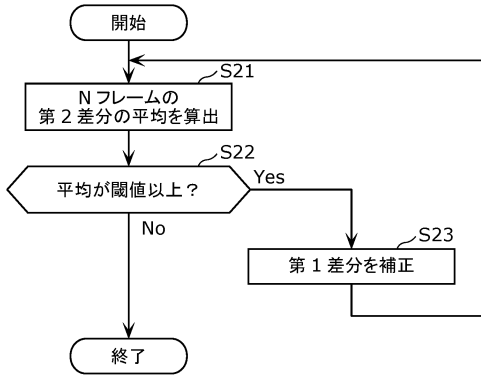 開始
S21
Nフレームの
第2差分の平均を算出
S22
平均が閾値以上？
Yes
No
S23
第1差分を補正
終了